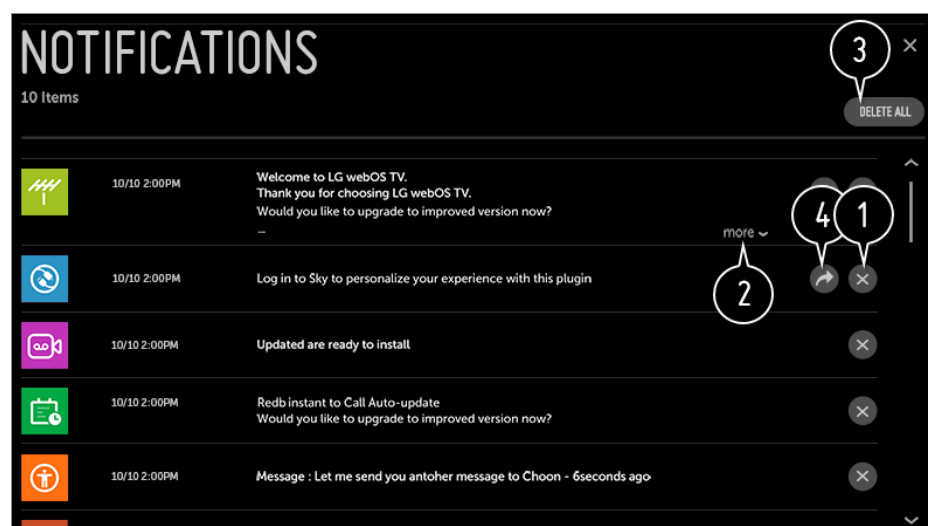 NOTIFICATIONS
3
10 Items
DELETE ALL
10/10 2:00PM
Welcome to LG webOS TV.
Thank you for choosing LG webOS TV.
Would you like to upgrade to improved version now?
...
more
4
1
10/10 2:00PM
Log in to Sky to personalize your experience with this plugin
2
10/10 2:00PM
Updated are ready to install
10/10 2:00PM
Redb instant to Call Auto-update
Would you like to upgrade to improved version now?
10/10 2:00PM
Message : Let me send you antoher message to Choon - 6seconds ago